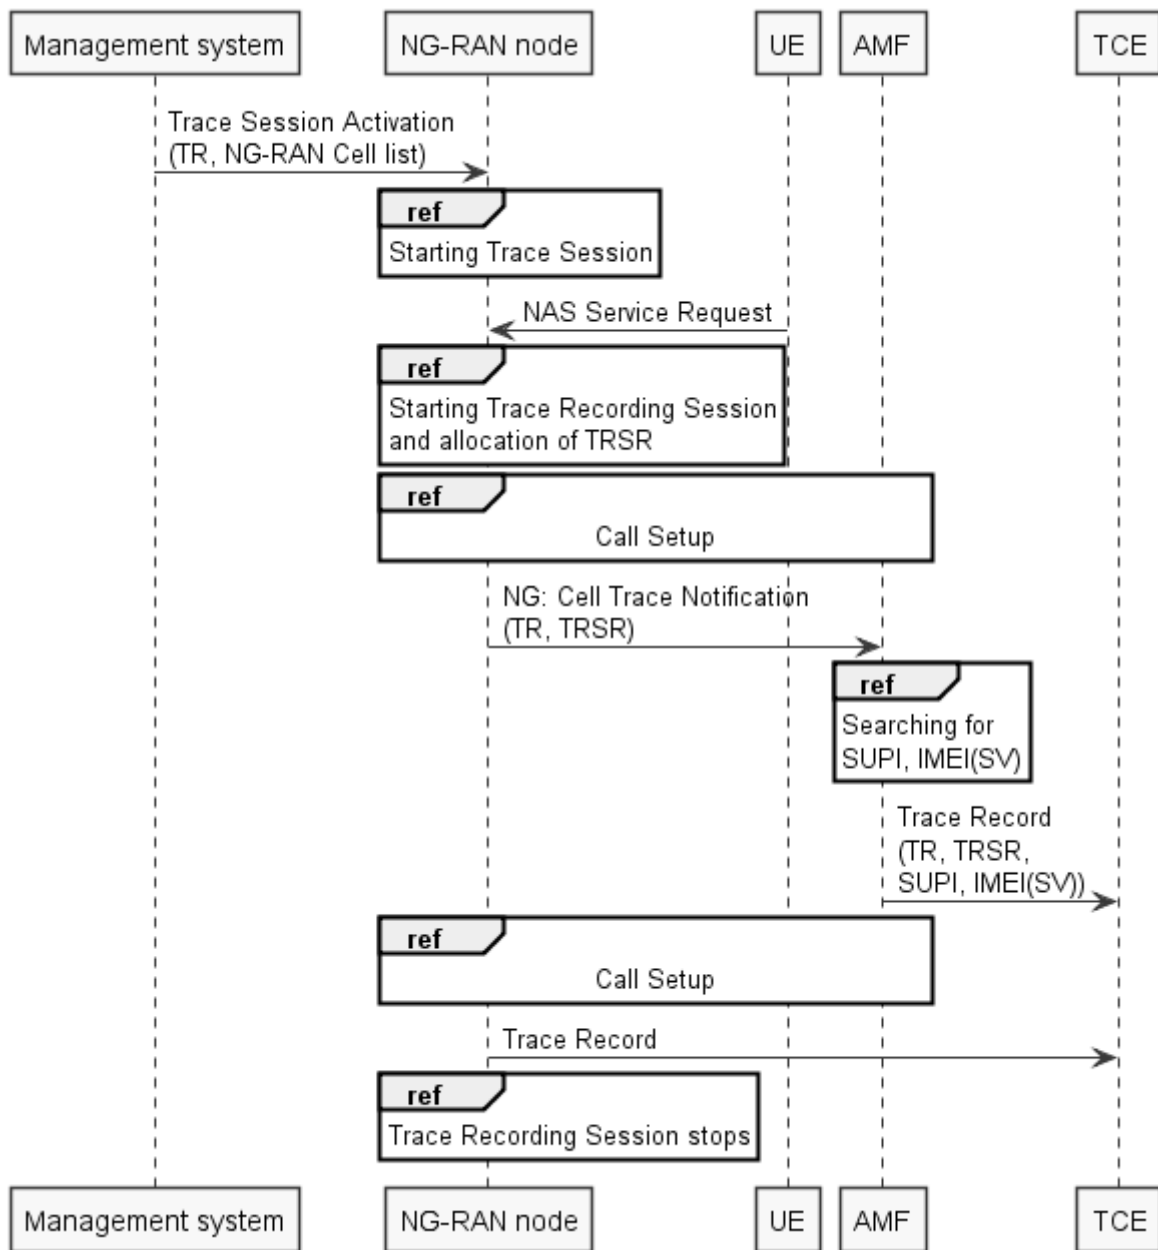 Management system NG-RAN node UE AMF TCE
Trace Session Activation
(TR, NG-RAN Cell list)
ref
Starting Trace Session
NAS Service Request
ref
Starting Trace Recording Session
and allocation of TRSR
ref
Call Setup
NG: Cell Trace Notification
(TR, TRSR)
ref
Searching for
SUPI, IMEI(SV)
Trace Record
(TR, TRSR,
SUPI, IMEI(SV))
ref
Call Setup
Trace Record
ref
Trace Recording Session stops
Management system NG-RAN node UE AMF TCE